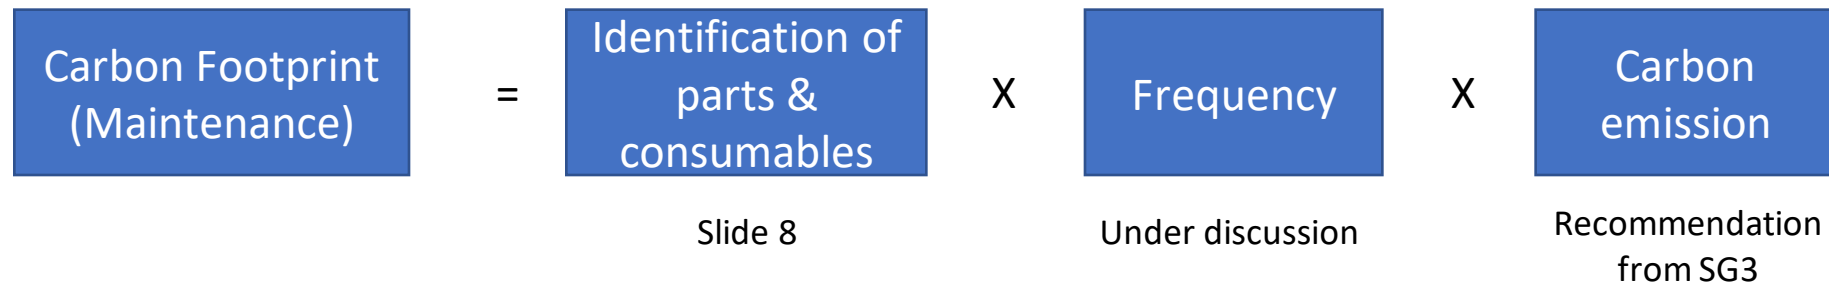 Carbon Footprint
(Maintenance)
=
Identification of
parts &
consumables
X
Frequency
X
Carbon
emission
Slide 8
Under discussion
Recommendation
from SG3